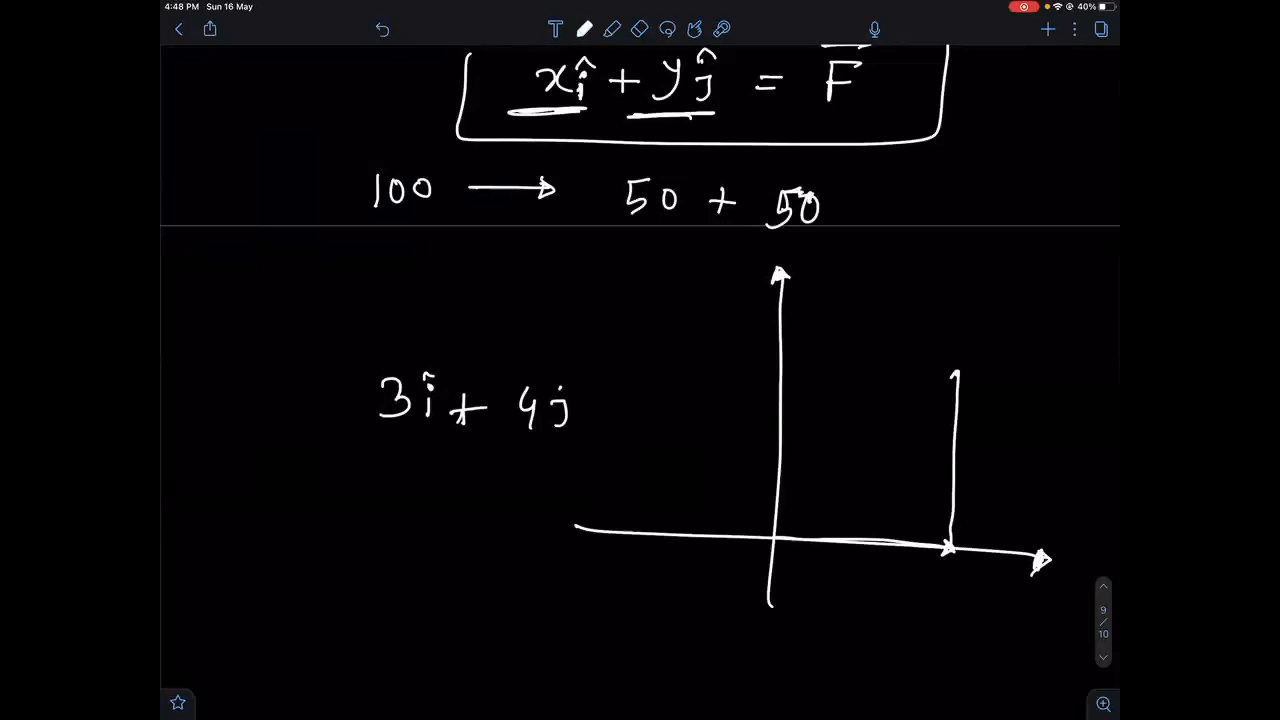 4:48 PM Sun 16 May
40%
T
xî + yĵ = F̅
100 → 50 + 50
3î + 4j
9
/
10